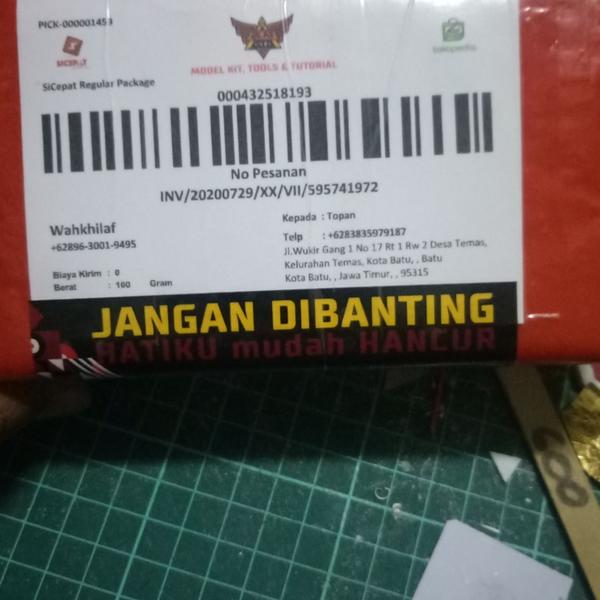 PICK-000001453
SICEPAT
MODEL KIT, TOOLS & TUTORIAL
tokopedia
SiCepat Regular Package
000432518193
No Pesanan
INV/20200729/XX/VII/595741972
Wahkhilaf
+62896-3001-9495
Kepada : Topan
Telp : +6283835979187
Jl.Wukir Gang 1 No 17 Rt 1 Rw 2 Desa Temas,
Kelurahan Temas, Kota Batu, , Batu
Kota Batu, , Jawa Timur, , 95315
Biaya Kirim : 0
Berat : 100 Gram
JANGAN DIBANTING
HATIKU mudah HANCUR